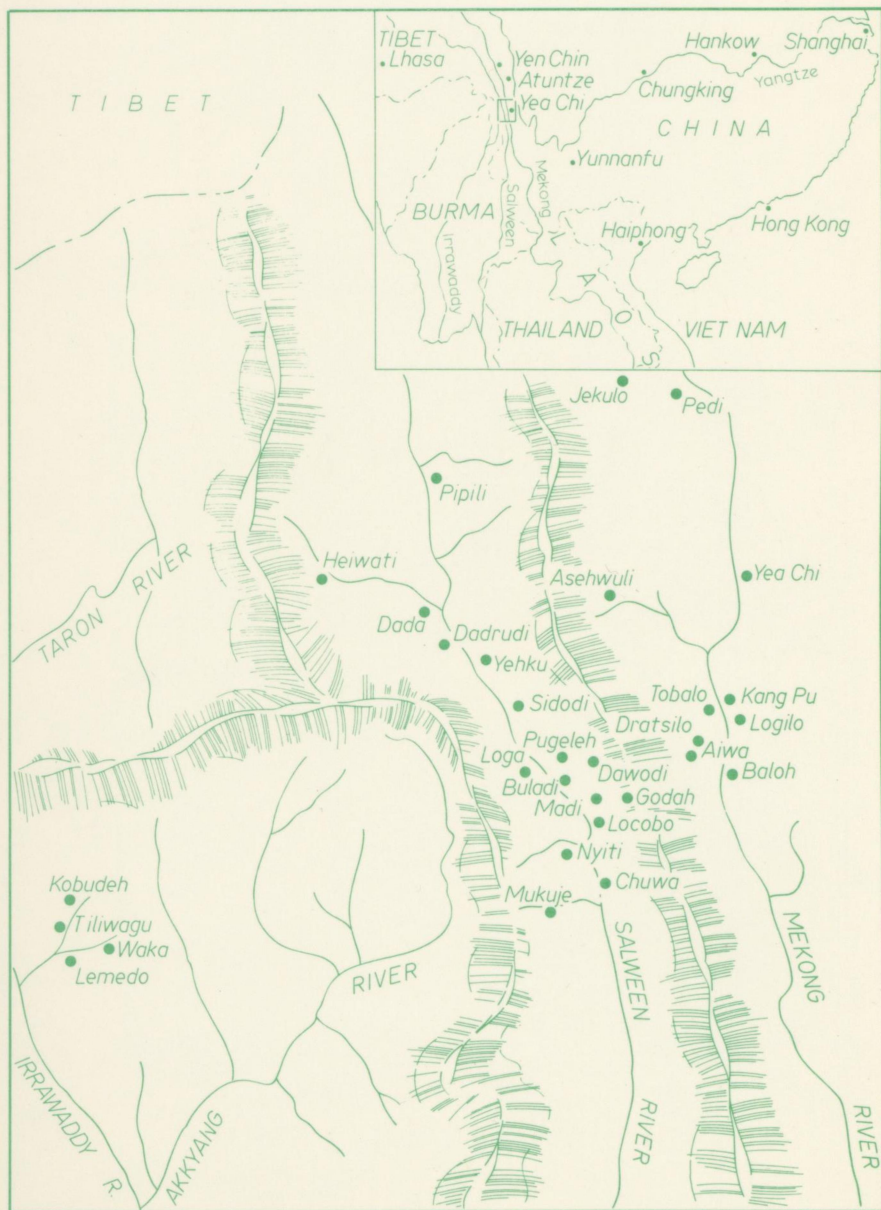 TIBET
Lhasa
Yen Chin
Atuntze
Yea Chi
Hankow
Shanghai
Chungking
Yangtze
CHINA
Yunnanfu
BURMA
Salween
Mekong
Irrawaddy
Haiphong
Hong Kong
LAOS
THAILAND
VIET NAM
TIBET
Jekulo
Pedi
Pipili
Heiwati
Asehwuli
Yea Chi
TARON RIVER
Dada
Dadrudi
Yehku
Sidodi
Tobalo
Kang Pu
Dratsilo
Logilo
Pugeleh
Aiwa
Loga
Dawodi
Baloh
Buladi
Madi
Godah
Locobo
Nyiti
Kobudeh
Chuwa
Tiliwagu
Mukuje
Waka
Lemedo
RIVER
SALWEEN
RIVER
MEKONG
RIVER
IRRAWADDY R.
AKKYANG